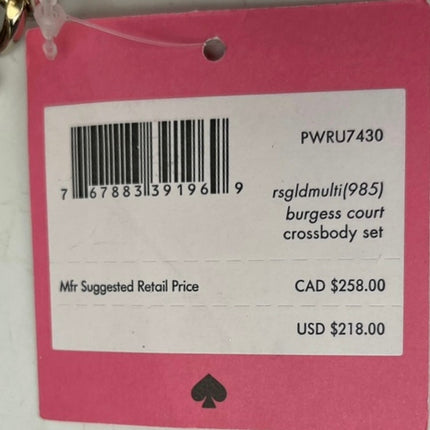 PWRU7430
7 67883 39196 9
rsgldmulti(985)
burgess court
crossbody set
Mfr Suggested Retail Price CAD $258.00
USD $218.00